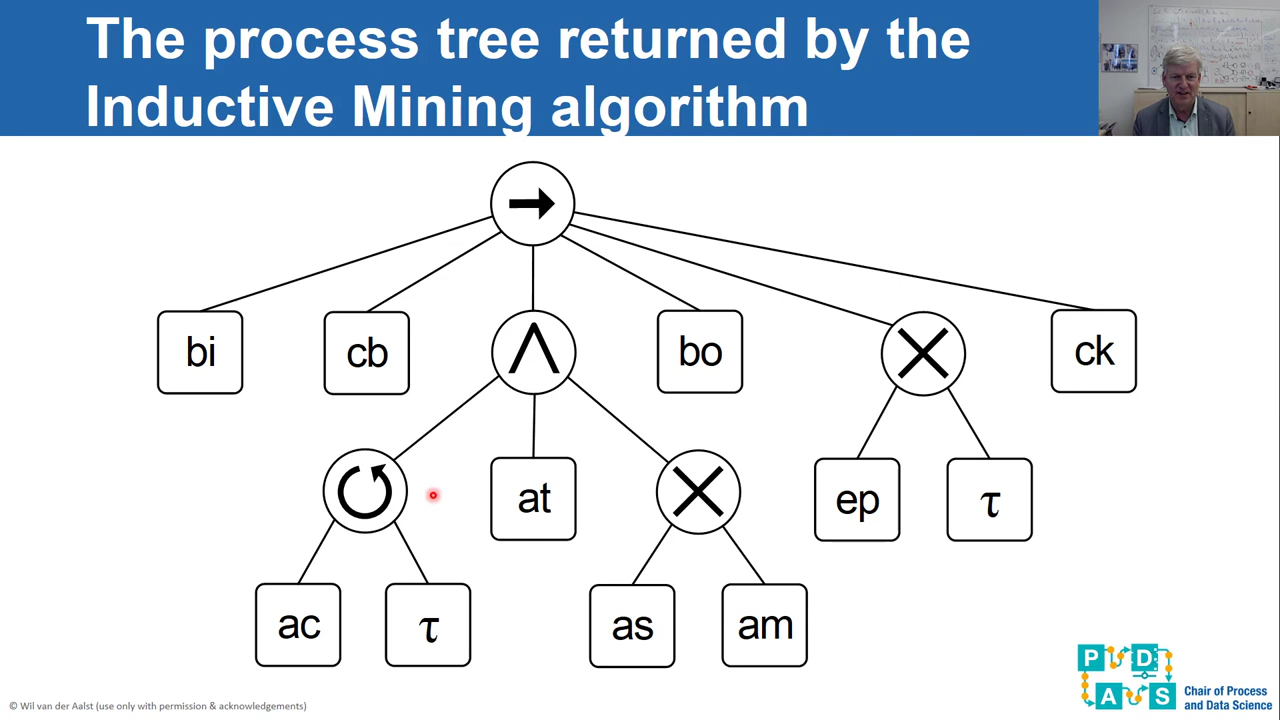 The process tree returned by the
Inductive Mining algorithm
bi
cb
bo
ck
at
ep
τ
ac
τ
as
am
P D
A S
Chair of Process
and Data Science
© Wil van der Aalst (use only with permission & acknowledgements)